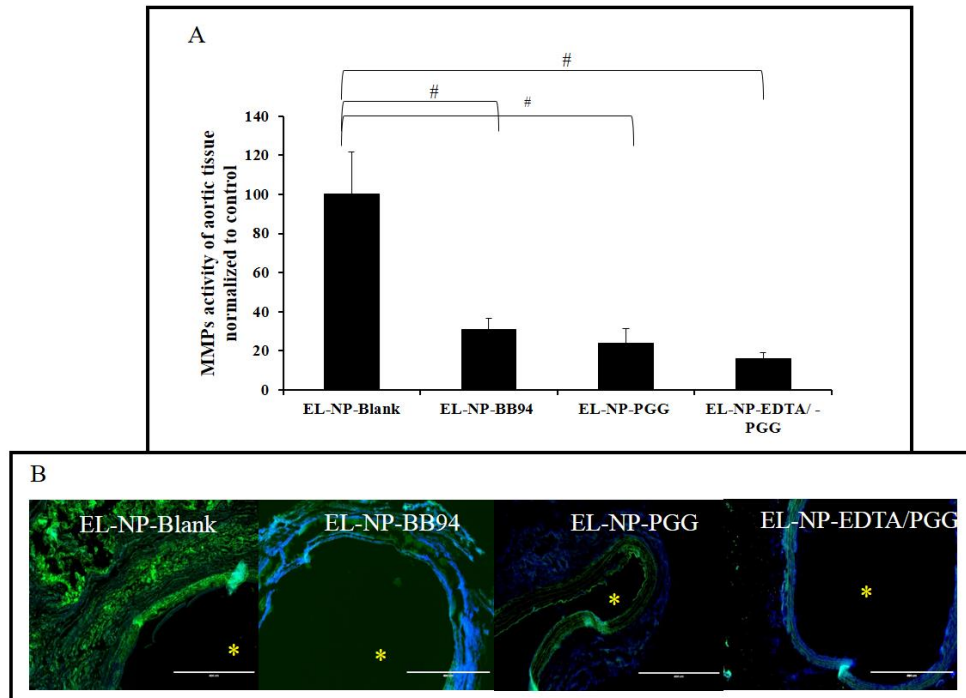 A
#
#
#
MMPs activity of aortic tissue
normalized to control
140
120
100
80
60
40
20
0
EL-NP-Blank
EL-NP-BB94
EL-NP-PGG
EL-NP-EDTA/ -
PGG
B
EL-NP-Blank
EL-NP-BB94
EL-NP-PGG
EL-NP-EDTA/PGG
*
*
*
*